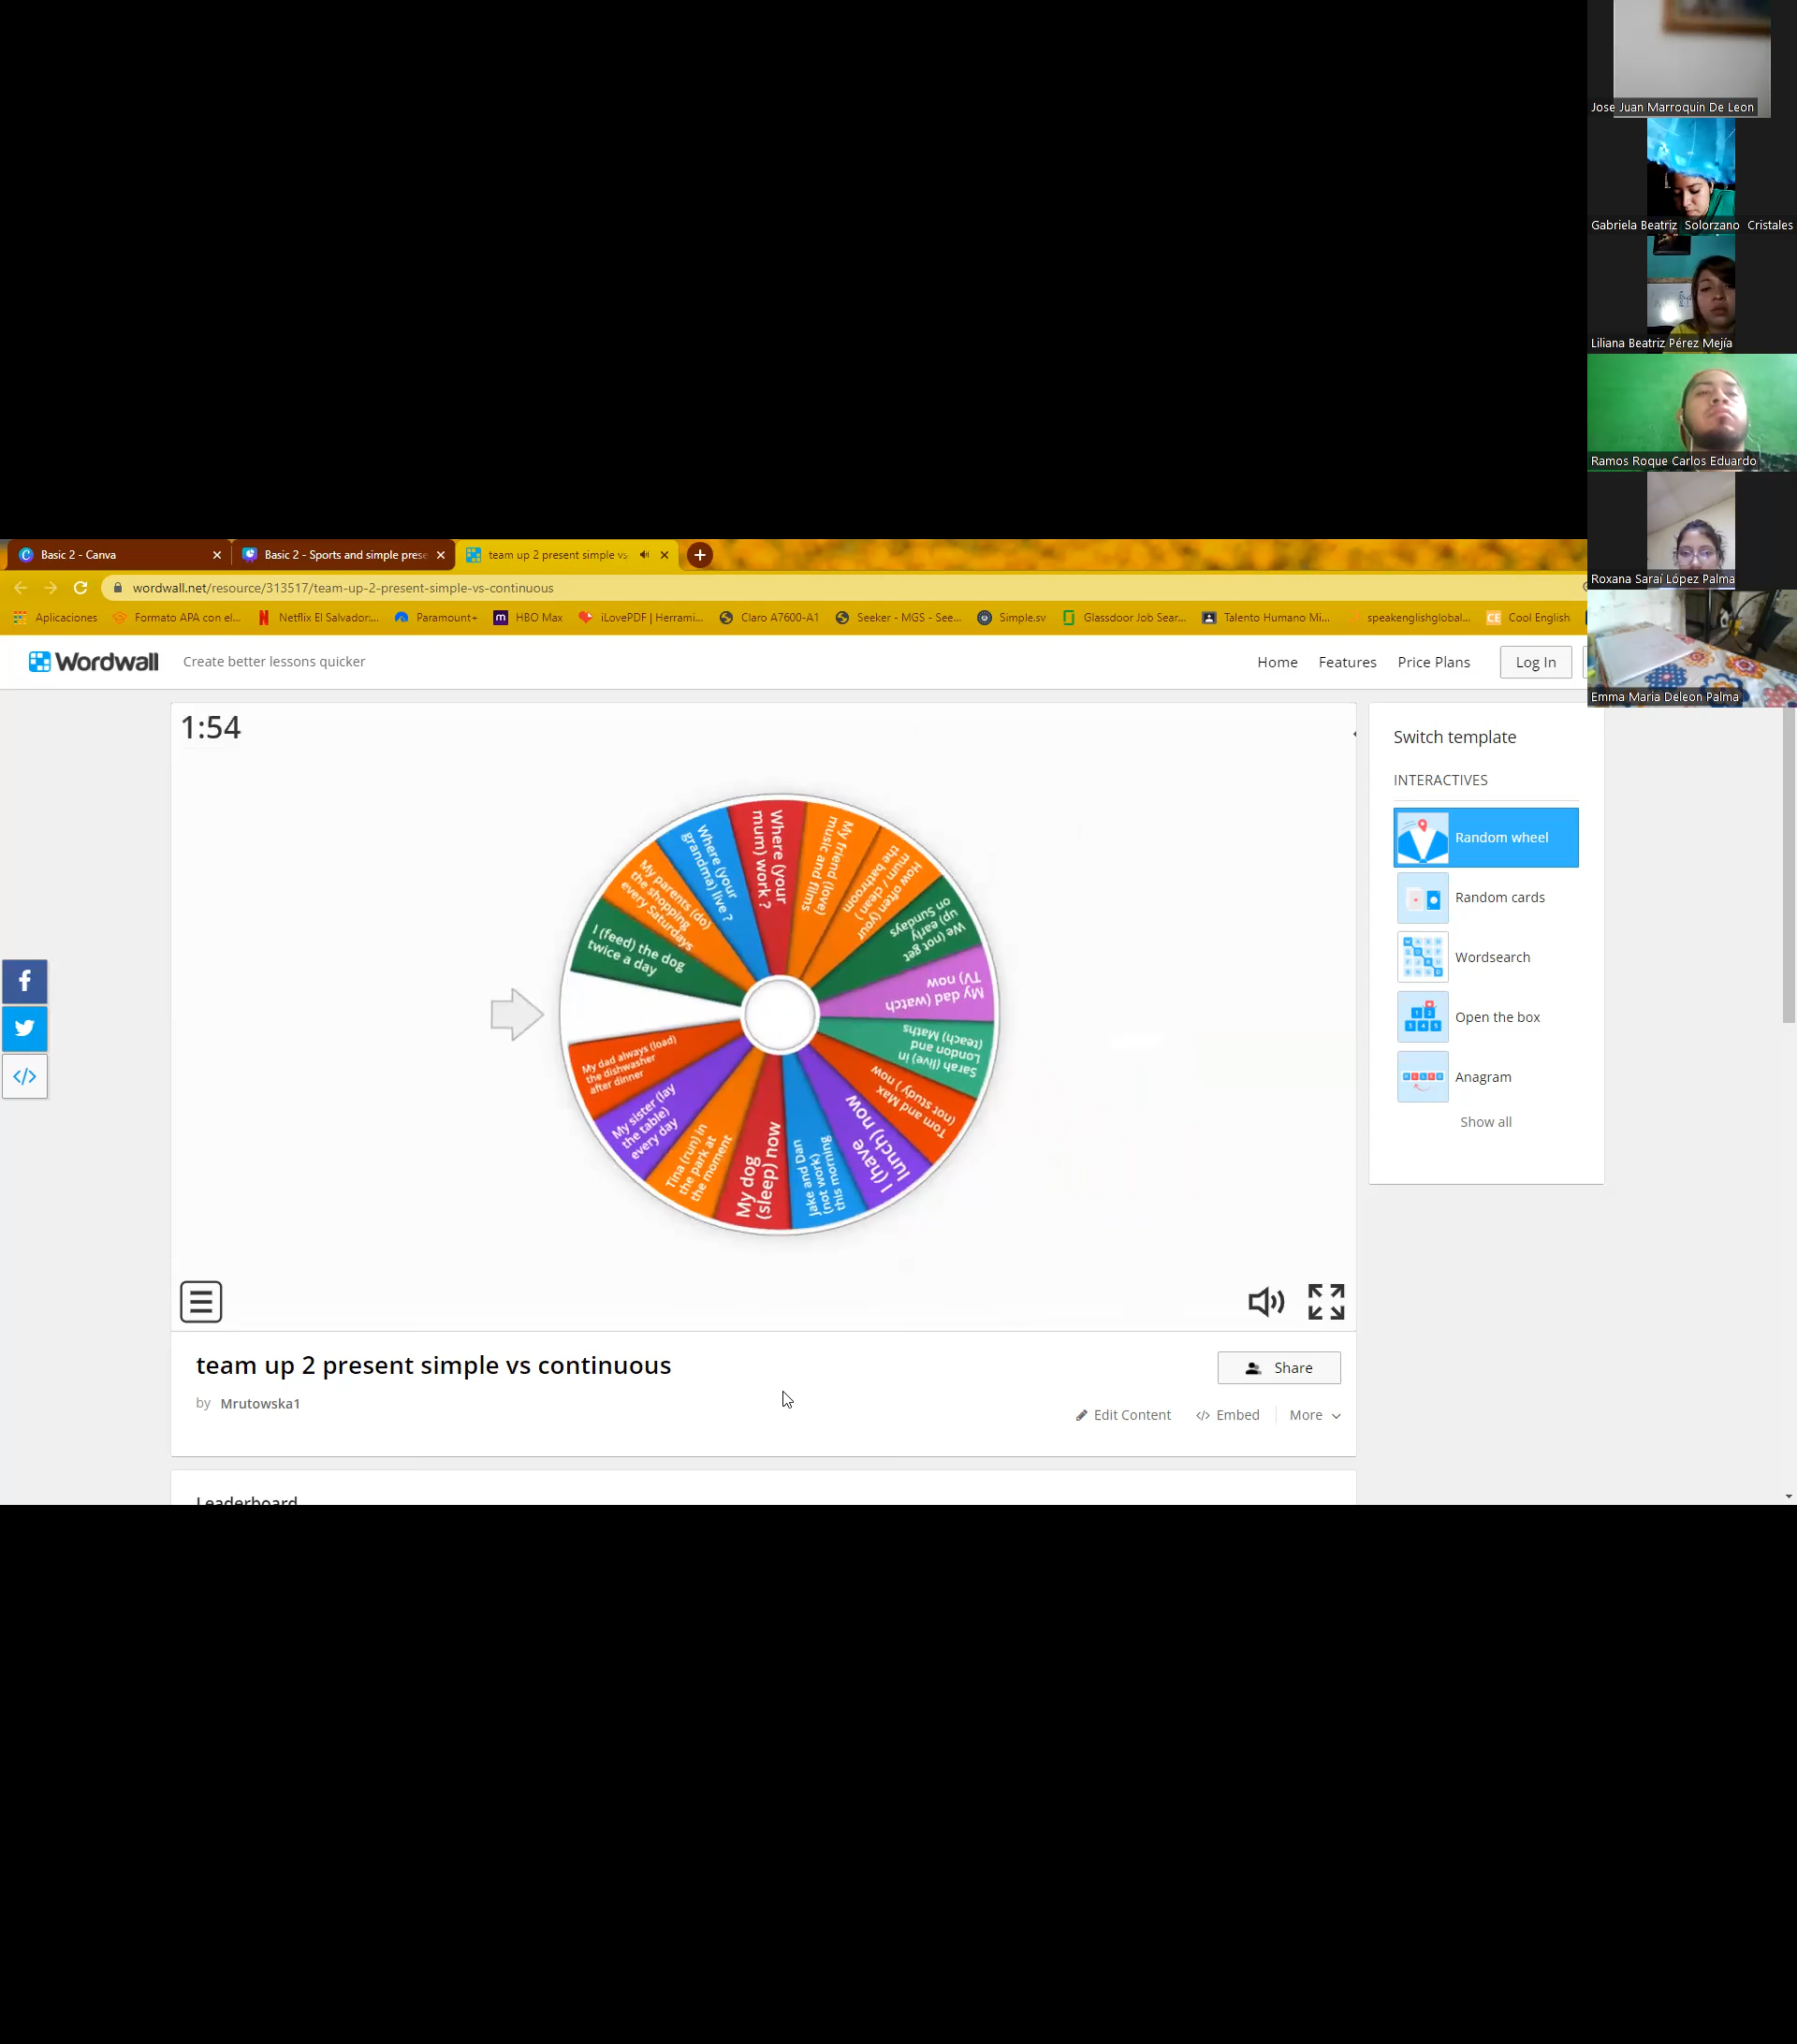 Jose Juan Marroquin De Leon
Gabriela Beatriz Solorzano Cristales
Liliana Beatriz Pérez Mejía
Ramos Roque Carlos Eduardo
Roxana Saraí López Palma
Emma Maria Deleon Palma
Basic 2 - Canva
Basic 2 - Sports and simple prese
team up 2 present simple vs
wordwall.net/resource/313517/team-up-2-present-simple-vs-continuous
Aplicaciones
Formato APA con el...
Netflix El Salvador:...
Paramount+
HBO Max
iLovePDF | Herrami...
Claro A7600-A1
Seeker - MGS - See...
Simple.sv
Glassdoor Job Sear...
Talento Humano Mi...
speakenglishglobal...
Cool English
Wordwall
Create better lessons quicker
Home
Features
Price Plans
Log In
1:54
Where (your
mum) work ?
My friend (love)
music and films
How often (your
mum / clean )
the bathroom
We (not) get
up) early
on Sundays
My dad (watch
TV) now
Sarah (live) in
London and
(teach) Maths
Tom and Max
(not study ) now
I (have
lunch) now
Jake and Dan
(not work)
this morning
My dog
(sleep) now
Tina (run) in
the park at
the moment
My sister (lay
the table)
every day
My dad always (load)
the dishwasher
after dinner
I (feed) the dog
twice a day
My parents (do)
the shopping
every Saturdays
Where (your
grandma) live ?
Switch template
INTERACTIVES
Random wheel
Random cards
Wordsearch
Open the box
Anagram
Show all
team up 2 present simple vs continuous
by Mrutowska1
Share
Edit Content
Embed
More
Leaderboard